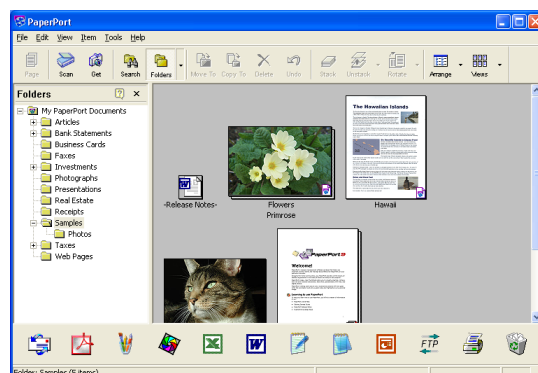 PaperPort
File Edit View Item Tools Help
Page Scan Get Search Folders Move To Copy To Delete Undo Stack Unstack Rotate Arrange Views
Folders
My PaperPort Documents
Articles
Bank Statements
Business Cards
Faxes
Investments
Photographs
Presentations
Real Estate
Receipts
Samples
Photos
Taxes
Web Pages
The Hawaiian Islands
-Release Notes-
Flowers
Primrose
Hawaii
PaperPort 9
Welcome!
FTP
Folder: Samples (5 items)